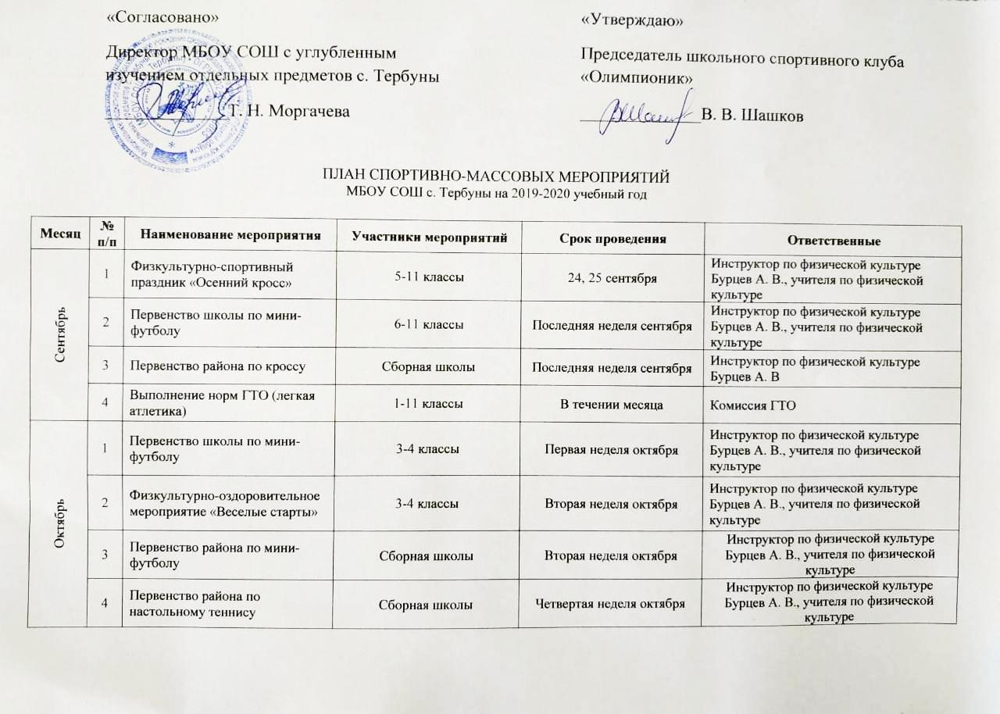 «Согласовано»
Директор МБОУ СОШ с углубленным
изучением отдельных предметов с. Тербуны
Т. Н. Моргачева
«Утверждаю»
Председатель школьного спортивного клуба
«Олимпионик»
В. В. Шашков
ПЛАН СПОРТИВНО-МАССОВЫХ МЕРОПРИЯТИЙ
МБОУ СОШ с. Тербуны на 2019-2020 учебный год
Месяц
№
п/п
Наименование мероприятия
Участники мероприятий
Срок проведения
Ответственные
Сентябрь
1
Физкультурно-спортивный
праздник «Осенний кросс»
5-11 классы
24, 25 сентября
Инструктор по физической культуре
Бурцев А. В., учителя по физической
культуре
2
Первенство школы по мини-
футболу
6-11 классы
Последняя неделя сентября
Инструктор по физической культуре
Бурцев А. В., учителя по физической
культуре
3
Первенство района по кроссу
Сборная школы
Последняя неделя сентября
Инструктор по физической культуре
Бурцев А. В
4
Выполнение норм ГТО (легкая
атлетика)
1-11 классы
В течении месяца
Комиссия ГТО
Октябрь
1
Первенство школы по мини-
футболу
3-4 классы
Первая неделя октября
Инструктор по физической культуре
Бурцев А. В., учителя по физической
культуре
2
Физкультурно-оздоровительное
мероприятие «Веселые старты»
3-4 классы
Вторая неделя октября
Инструктор по физической культуре
Бурцев А. В., учителя по физической
культуре
3
Первенство района по мини-
футболу
Сборная школы
Вторая неделя октября
Инструктор по физической культуре
Бурцев А. В., учителя по физической
культуре
4
Первенство района по
настольному теннису
Сборная школы
Четвертая неделя октября
Инструктор по физической культуре
Бурцев А. В., учителя по физической
культуре